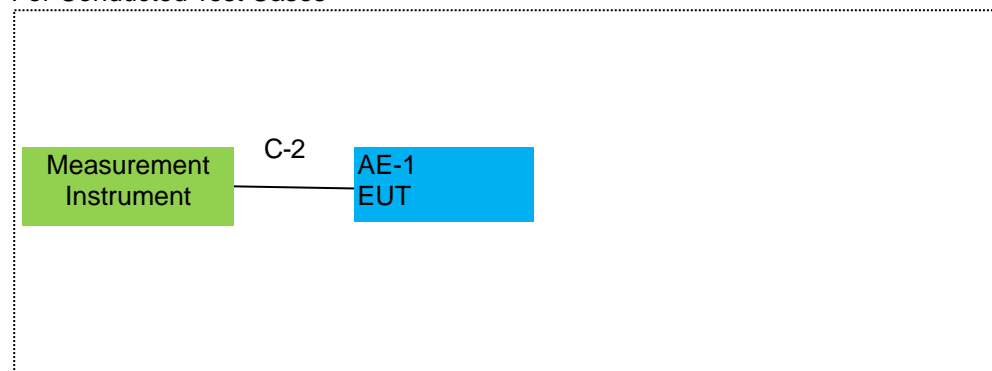 For Conducted Test Cases
Measurement
Instrument
C-2
AE-1
EUT